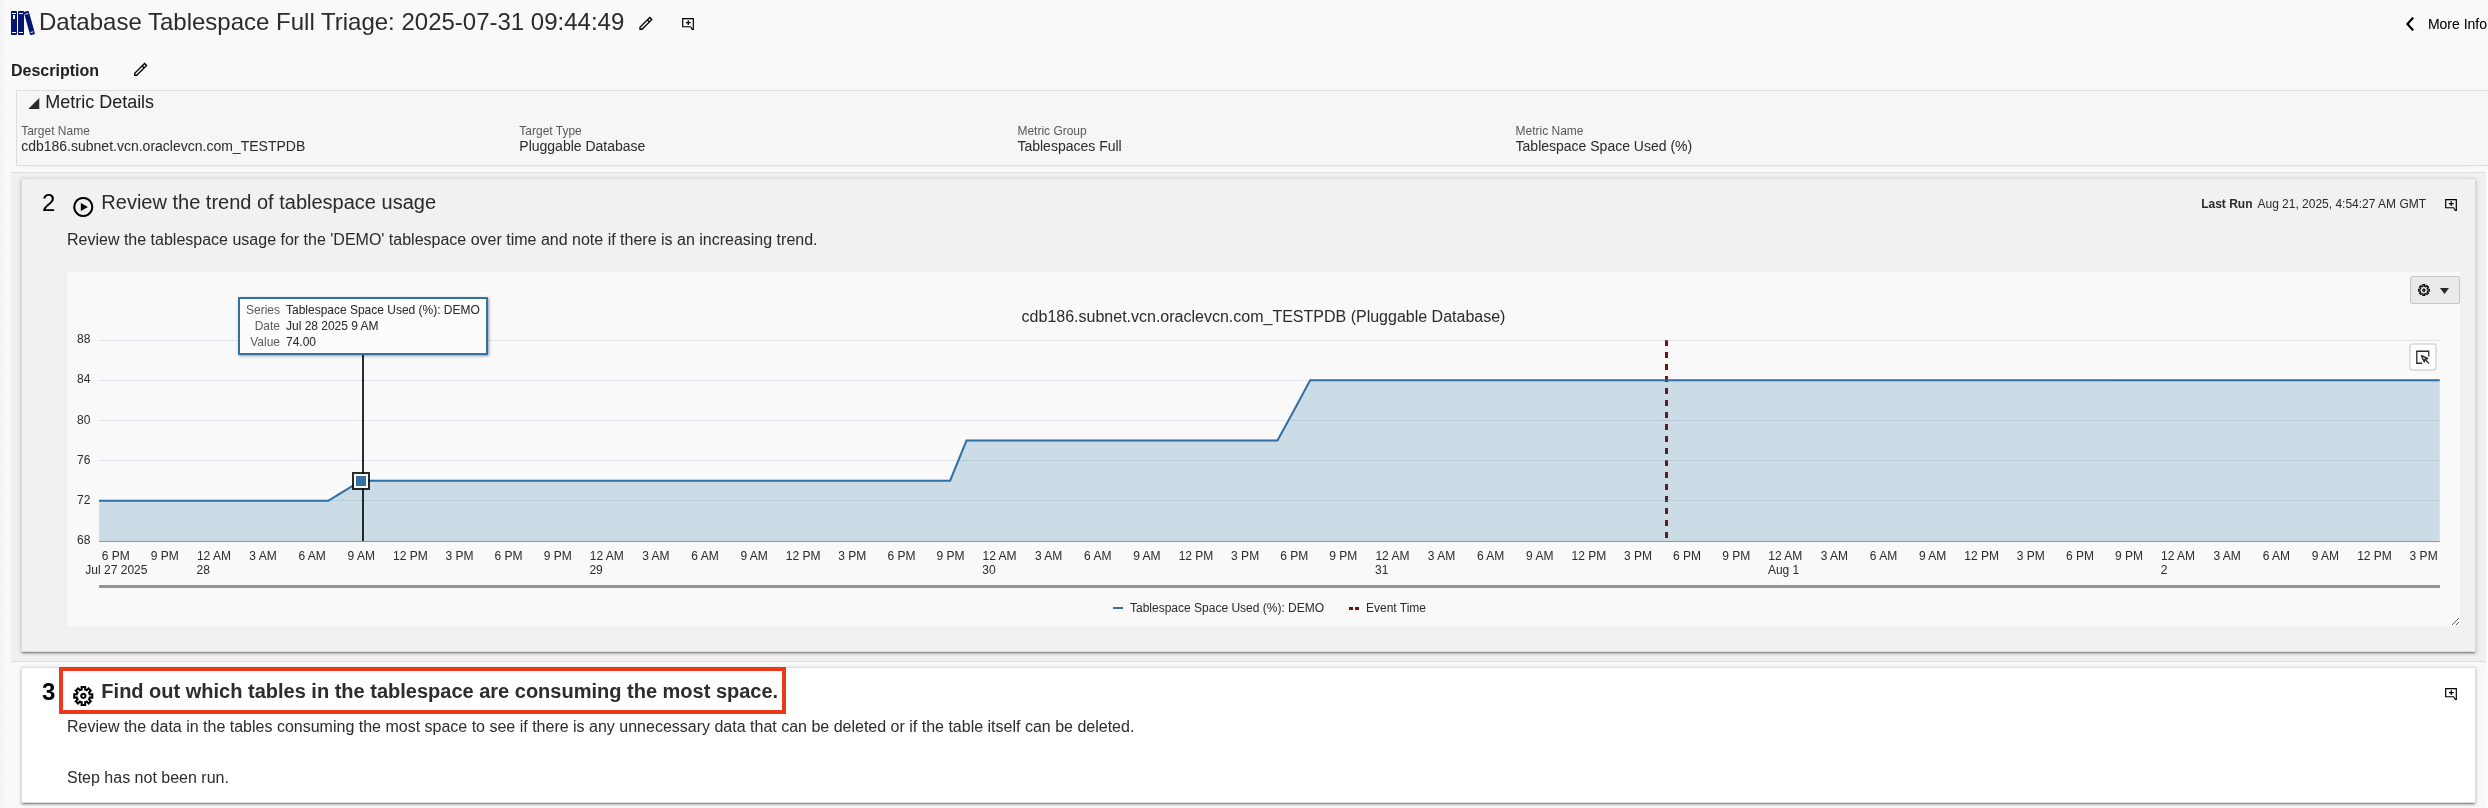 Database Tablespace Full Triage: 2025-07-31 09:44:49
More Info
Description
Metric Details
Target Name Target Type Metric Group Metric Name
cdb186.subnet.vcn.oraclevcn.com_TESTPDB Pluggable Database Tablespaces Full Tablespace Space Used (%)
2 Review the trend of tablespace usage
Last Run Aug 21, 2025, 4:54:27 AM GMT
Review the tablespace usage for the 'DEMO' tablespace over time and note if there is an increasing trend.
Series Tablespace Space Used (%): DEMO
Date Jul 28 2025 9 AM
Value 74.00
cdb186.subnet.vcn.oraclevcn.com_TESTPDB (Pluggable Database)
88
84
80
76
72
68
6 PM 9 PM 12 AM 3 AM 6 AM 9 AM 12 PM 3 PM 6 PM 9 PM 12 AM 3 AM 6 AM 9 AM 12 PM 3 PM 6 PM 9 PM 12 AM 3 AM 6 AM 9 AM 12 PM 3 PM 6 PM 9 PM 12 AM 3 AM 6 AM 9 AM 12 PM 3 PM 6 PM 9 PM 12 AM 3 AM 6 AM 9 AM 12 PM 3 PM 6 PM 9 PM 12 AM 3 AM 6 AM 9 AM 12 PM 3 PM
Jul 27 2025 28 29 30 31 Aug 1 2
Tablespace Space Used (%): DEMO Event Time
3 Find out which tables in the tablespace are consuming the most space.
Review the data in the tables consuming the most space to see if there is any unnecessary data that can be deleted or if the table itself can be deleted.
Step has not been run.